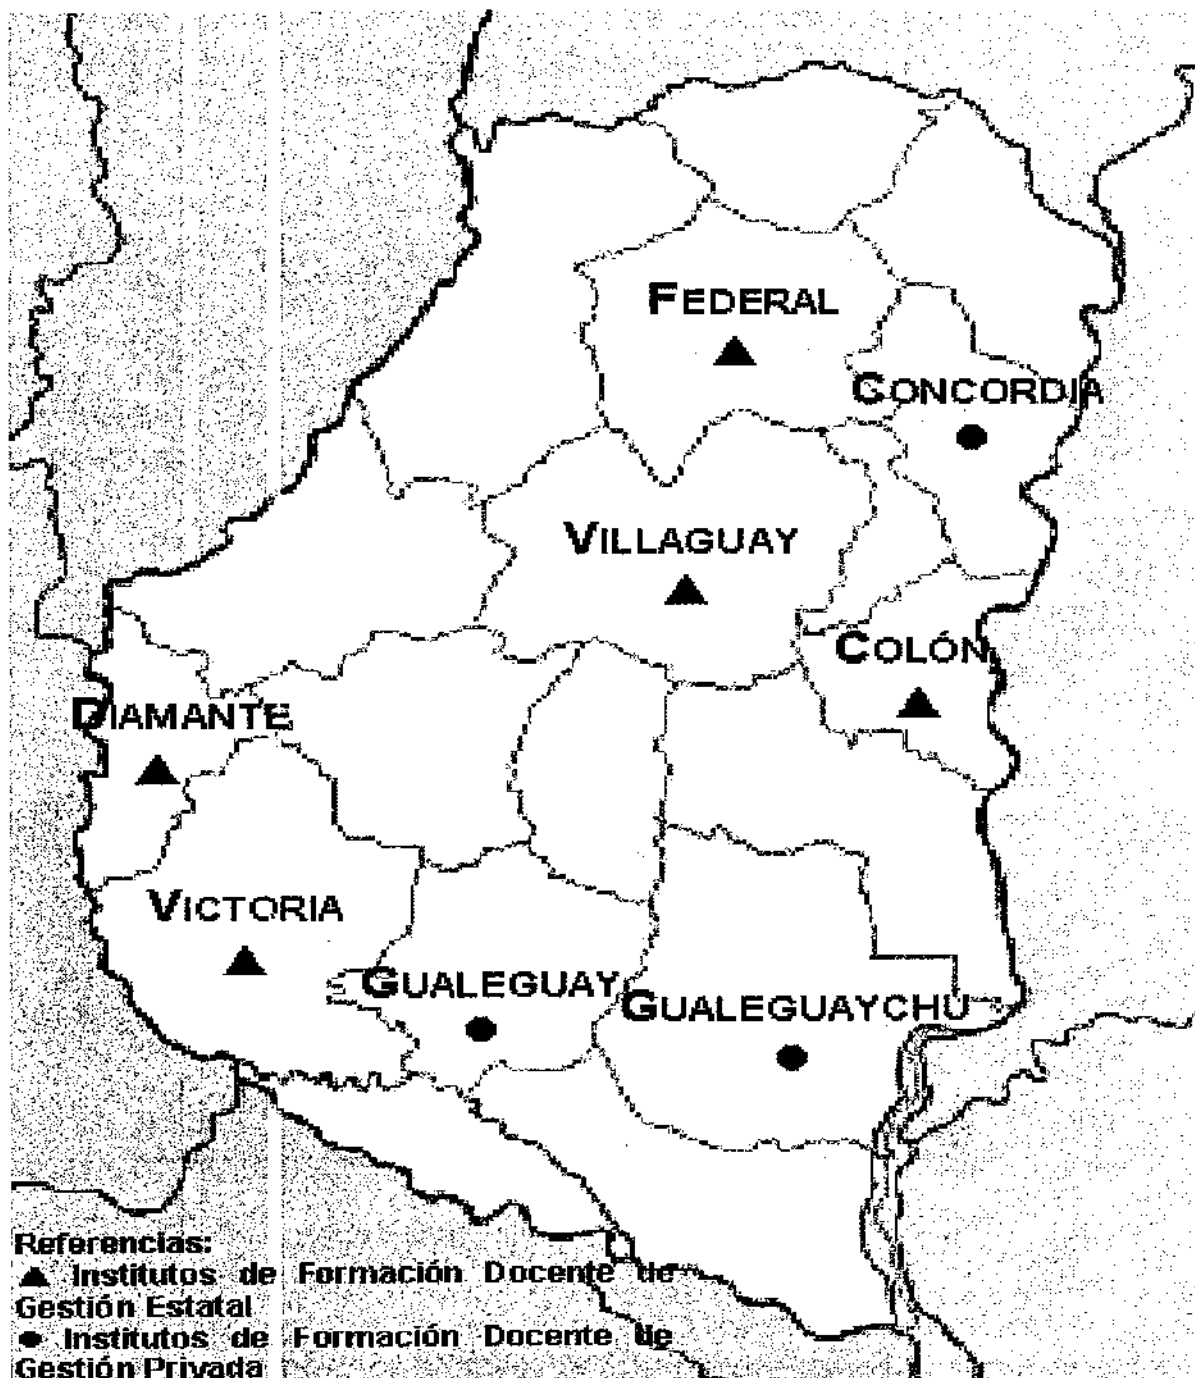 FEDERAL
CONCORDIA
VILLAGUAY
COLÓN
DIAMANTE
VICTORIA
GUALEGUAY
GUALEGUAYCHÚ
Referencias:
▲ Institutos de Formación Docente de
Gestión Estatal
● Institutos de Formación Docente de
Gestión Privada